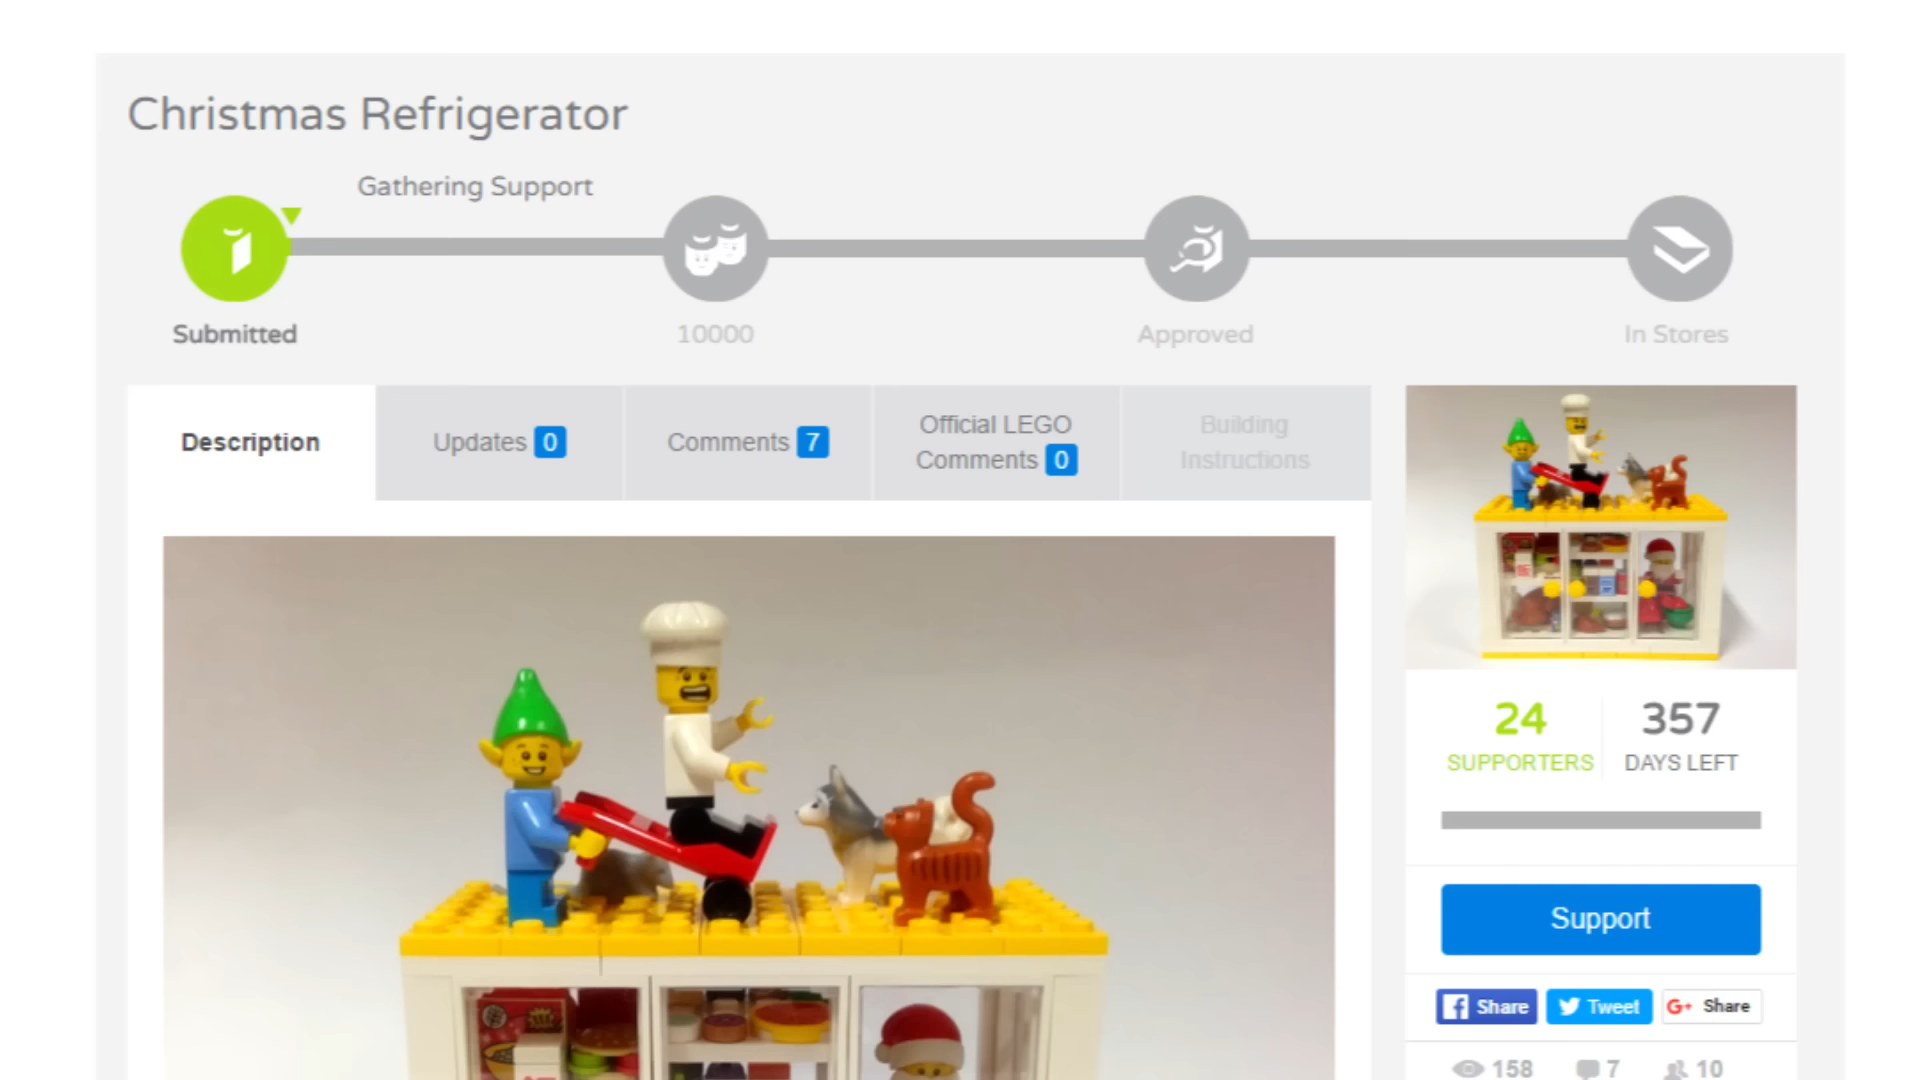 Christmas Refrigerator
Gathering Support
Submitted
10000
Approved
In Stores
Description
Updates 0
Comments 7
Official LEGO
Comments 0
Building
Instructions
24
SUPPORTERS
357
DAYS LEFT
Support
Share
Tweet
G+ Share
158
7
10